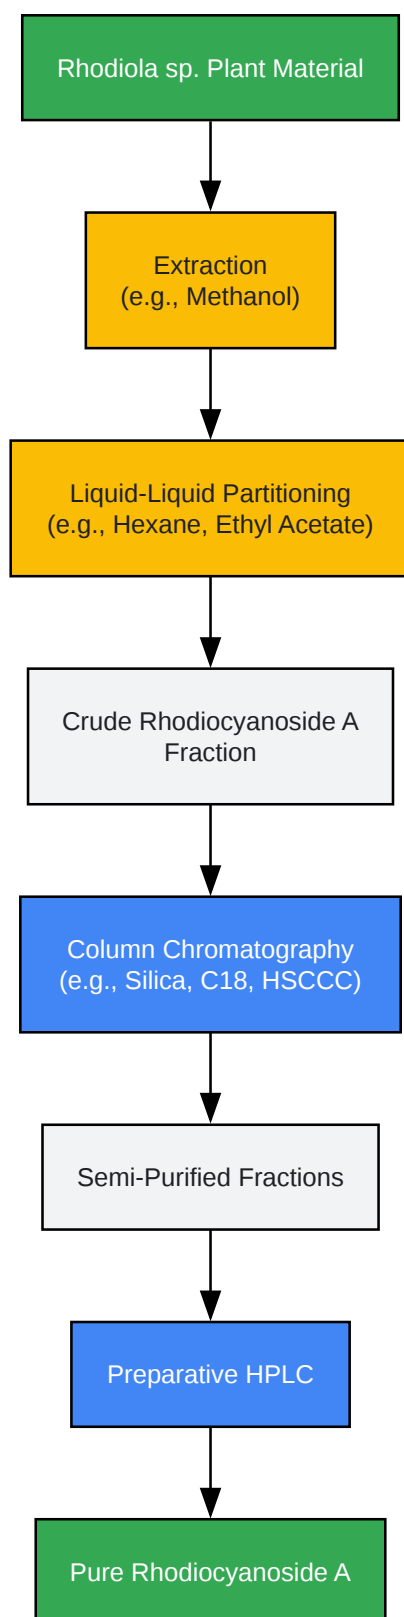 Rhodiola sp. Plant Material
Extraction
(e.g., Methanol)
Liquid-Liquid Partitioning
(e.g., Hexane, Ethyl Acetate)
Crude Rhodiocyanoside A
Fraction
Column Chromatography
(e.g., Silica, C18, HSCCC)
Semi-Purified Fractions
Preparative HPLC
Pure Rhodiocyanoside A